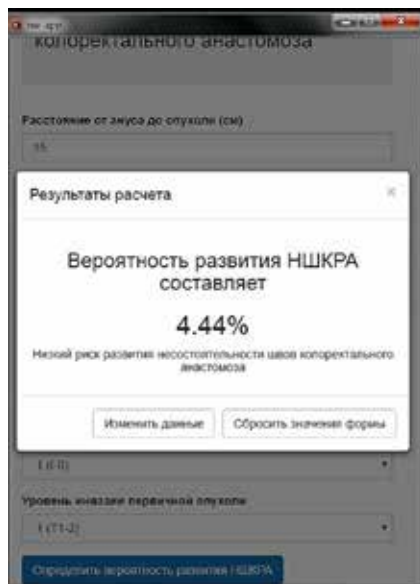 колоректального анастомоза
Расстояние от ануса до опухоли (см)
15
Результаты расчета ×
Вероятность развития НШКРА
составляет
4.44%
Низкий риск развития несостоятельности швов колоректального
анастомоза
Изменить данные Сбросить значения формы
Уровень инвазии первичной опухоли
1 (T1-2)
Определить вероятность развития НШКРА